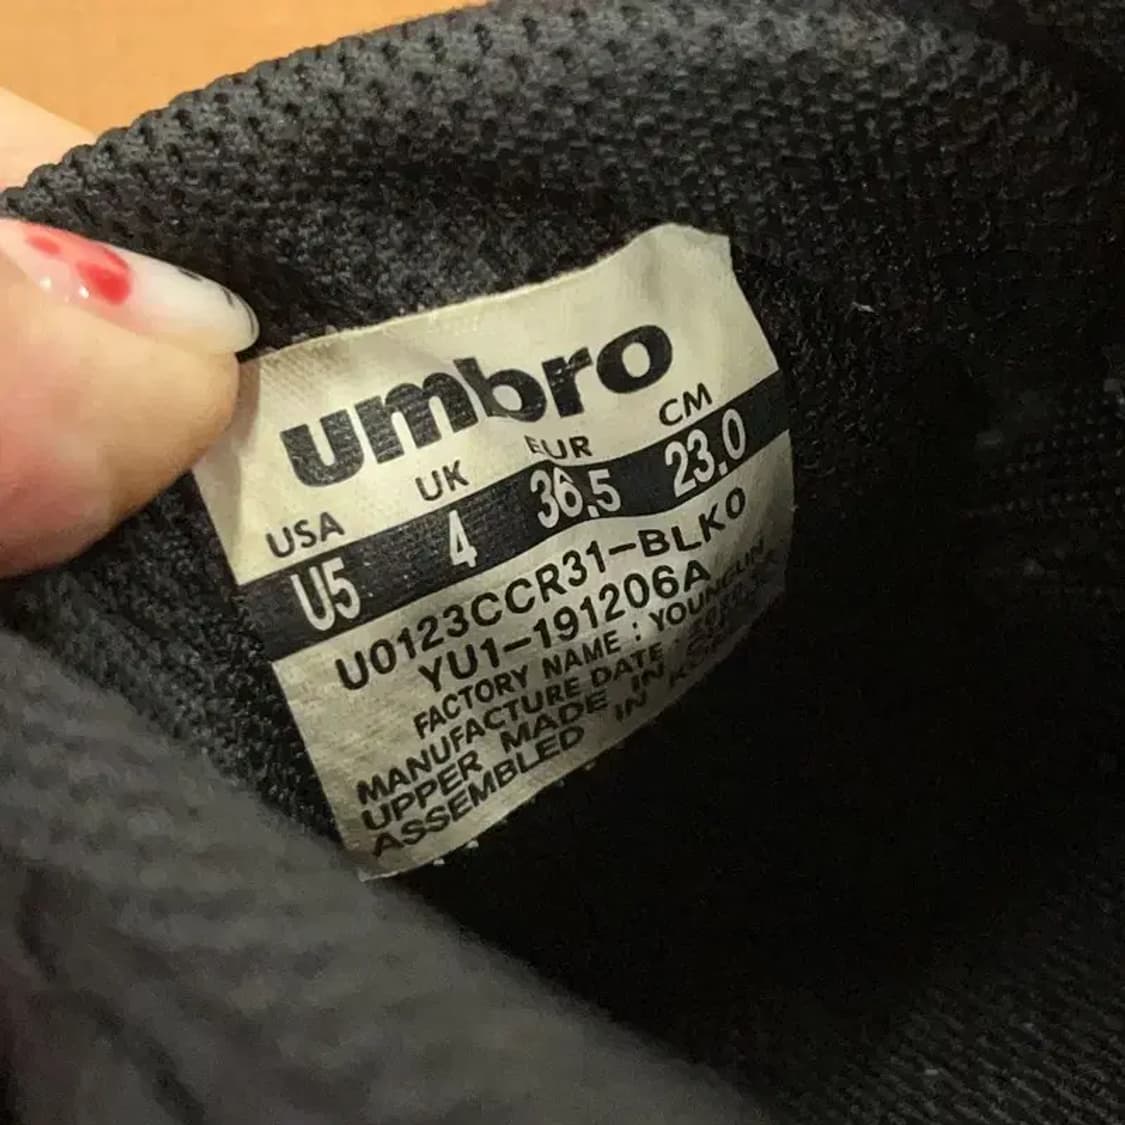 umbro
USA UK EUR CM
U5 4 36.5 23.0
U0123CCR31-BLK0
YU1-191206A
FACTORY NAME : YOUNGLIN
MANUFACTURE DATE :
UPPER MADE IN
ASSEMBLED IN